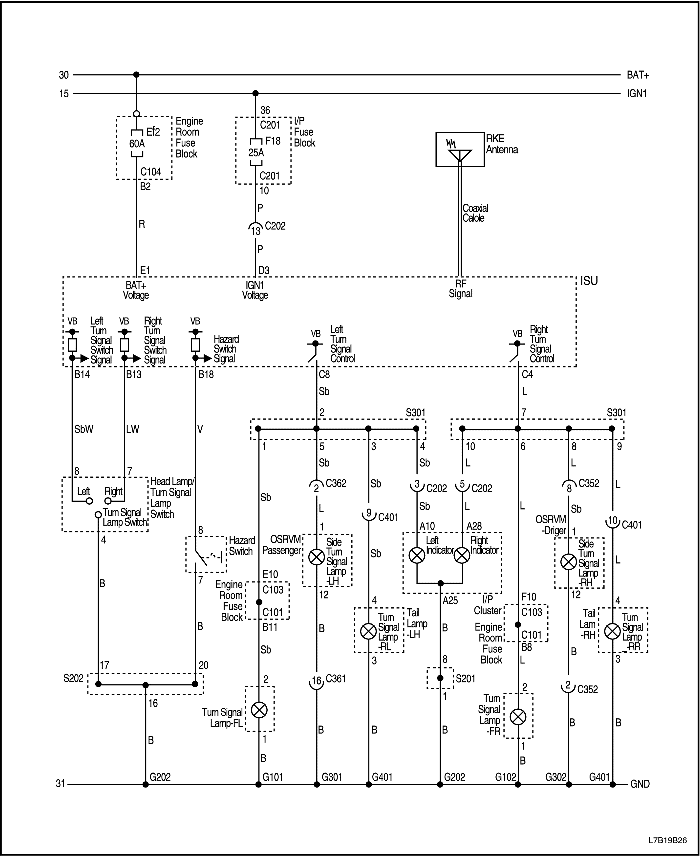 30 BAT+
15 IGN1
Ef2
60A
C104
B2
Engine
Room
Fuse
Block
36
C201
F18
25A
C201
10
I/P
Fuse
Block
RKE
Antenna
R
P
13 C202
P
Coaxial
Calole
E1 D3
ISU
BAT+
Voltage
IGN1
Voltage
RF
Signal
VB
Left
Turn
Signal
Switch
Signal
VB
Right
Turn
Signal
Switch
Signal
VB
Hazard
Switch
Signal
VB
Left
Turn
Signal
Control
VB
Right
Turn
Signal
Control
B14 B13 B18 C8 C4
Sb L
SbW LW V
2 S301 7 S301
1 5 3 4 10 6 8 9
Sb Sb Sb Sb L L L L
8 7
Left Right
Turn Signal
Lamp Switch
4
Head Lamp/
Turn Signal
Lamp
Switch
8
Hazard
Switch
7
2 C362
9 C401
3 C202
5 C202
8 C352
10 C401
OSRVM
Passenger
1
Side
Turn
Signal
Lamp
-LH
12
Sb
A10 A28
Left
Indicator
Right
Indicator
A25
I/P
Cluster
OSRVM
-Driger
1
Side
Turn
Signal
Lamp
-RH
12
L
B B B B
Engine
Room
Fuse
Block
E10
C103
C101
B11
Sb
4
Turn
Signal
Lamp
-RL
3
Tail
Lamp
-LH
Engine
Room
Fuse
Block
F10
C103
C101
B8
L
Tail
Lam
-RH
4
Turn
Signal
Lamp
_-RR
3
17 20
S202
16
B
16 C361
8
S201
1
2 C352
Turn Signal
Lamp-FL
2
1
B
B B B
Turn
Signal
Lamp
-FR
2
1
B
B B
31 G202 G101 G301 G401 G202 G102 G302 G401 GND
L7B19B26